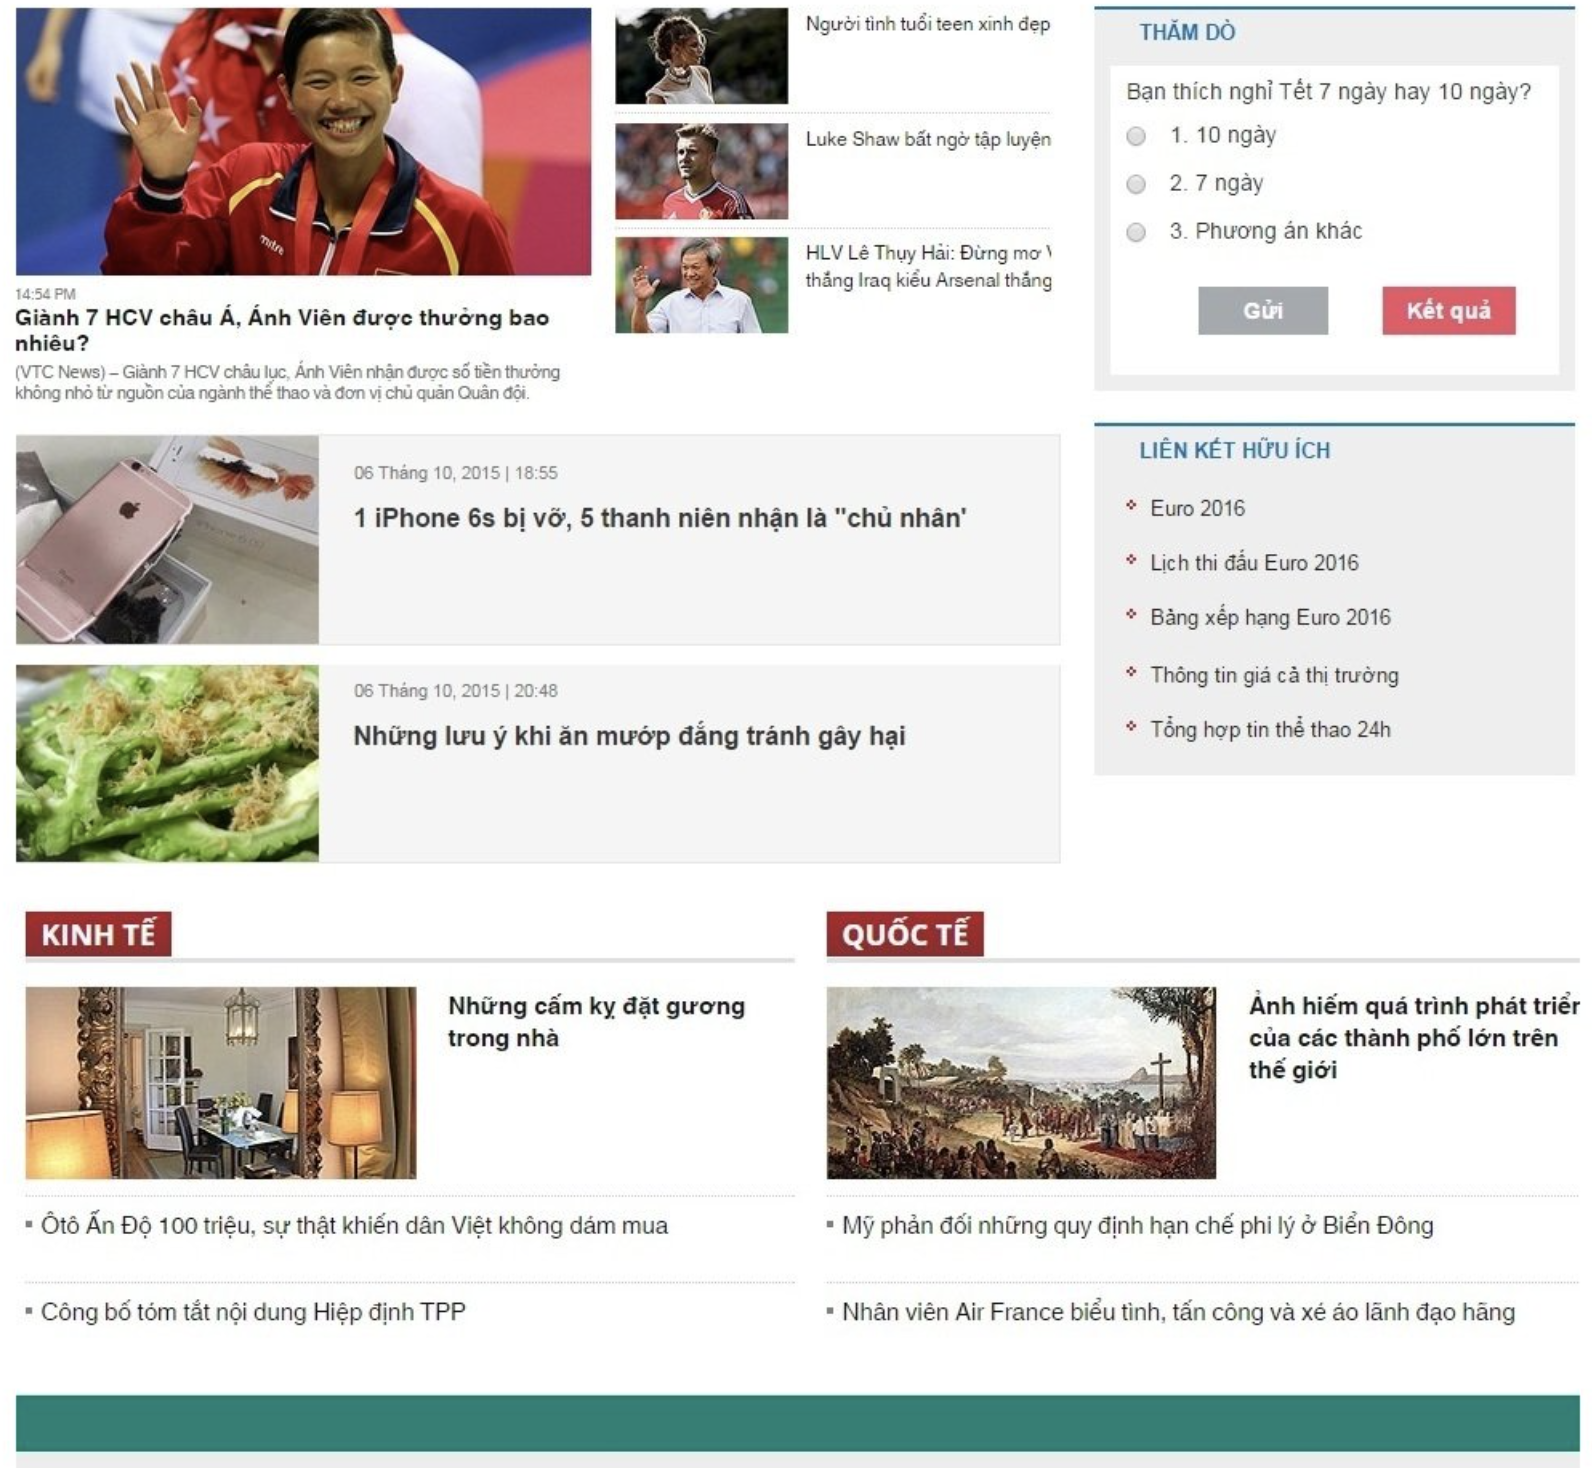 14:54 PM
Giành 7 HCV châu Á, Ánh Viên được thưởng bao
nhiêu?
(VTC News) – Giành 7 HCV châu lục, Ánh Viên nhận được số tiền thưởng
không nhỏ từ nguồn của ngành thể thao và đơn vị chủ quản Quân đội.
mitre
Người tình tuổi teen xinh đẹp
Luke Shaw bất ngờ tập luyện
HLV Lê Thụy Hải: Đừng mơ
thắng Iraq kiểu Arsenal thắng
THĂM DÒ
Bạn thích nghỉ Tết 7 ngày hay 10 ngày?
1. 10 ngày
2. 7 ngày
3. Phương án khác
Gửi Kết quả
06 Tháng 10, 2015 | 18:55
1 iPhone 6s bị vỡ, 5 thanh niên nhận là "chủ nhân'
06 Tháng 10, 2015 | 20:48
Những lưu ý khi ăn mướp đắng tránh gây hại
LIÊN KẾT HỮU ÍCH
Euro 2016
Lịch thi đấu Euro 2016
Bảng xếp hạng Euro 2016
Thông tin giá cả thị trường
Tổng hợp tin thể thao 24h
KINH TẾ
Những cấm kỵ đặt gương
trong nhà
Ôtô Ấn Độ 100 triệu, sự thật khiến dân Việt không dám mua
Công bố tóm tắt nội dung Hiệp định TPP
QUỐC TẾ
Ảnh hiếm quá trình phát triển
của các thành phố lớn trên
thế giới
Mỹ phản đối những quy định hạn chế phi lý ở Biển Đông
Nhân viên Air France biểu tình, tấn công và xé áo lãnh đạo hãng